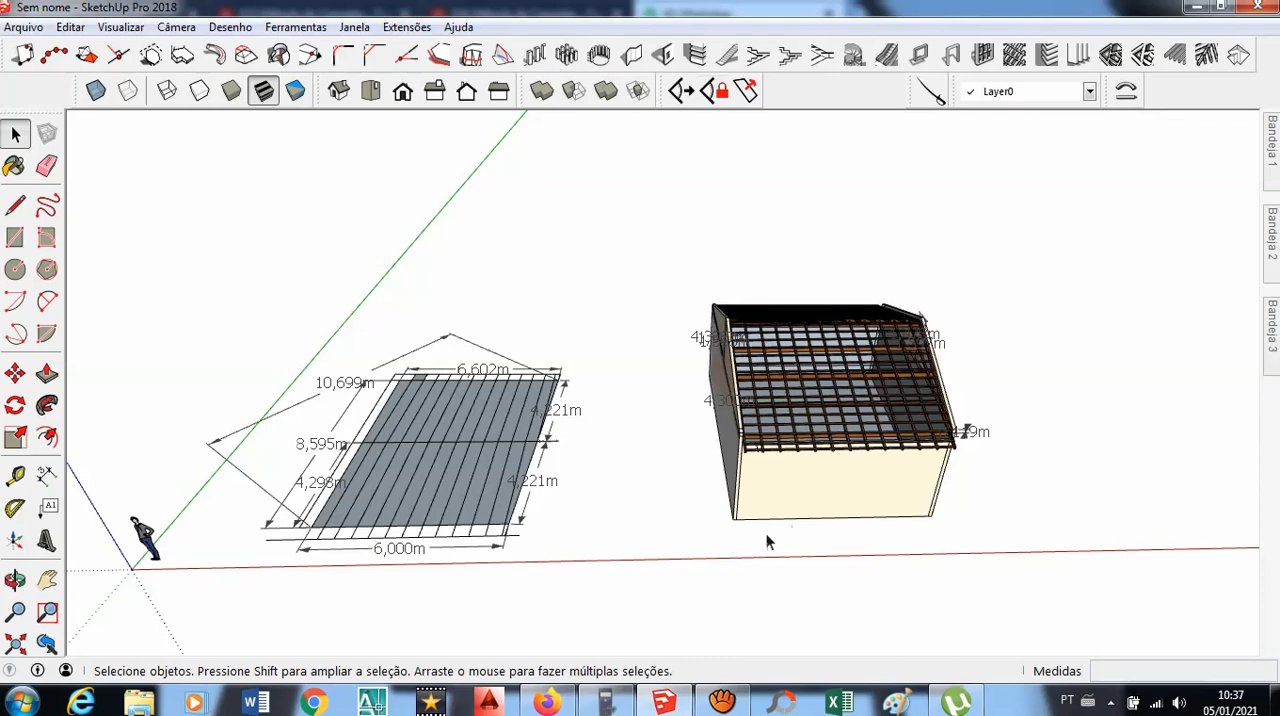 Sem nome - SketchUp Pro 2018
Arquivo Editar Visualizar Câmera Desenho Ferramentas Janela Extensões Ajuda
Layer0
Bandeja 1
Bandeja 2
Bandeja 3
6,602m
10,699m
8,595m
4,298m
4,221m
6,000m
A1
Selecione objetos. Pressione Shift para ampliar a seleção. Arraste o mouse para fazer múltiplas seleções.
Medidas
PT
10:37
05/01/2021